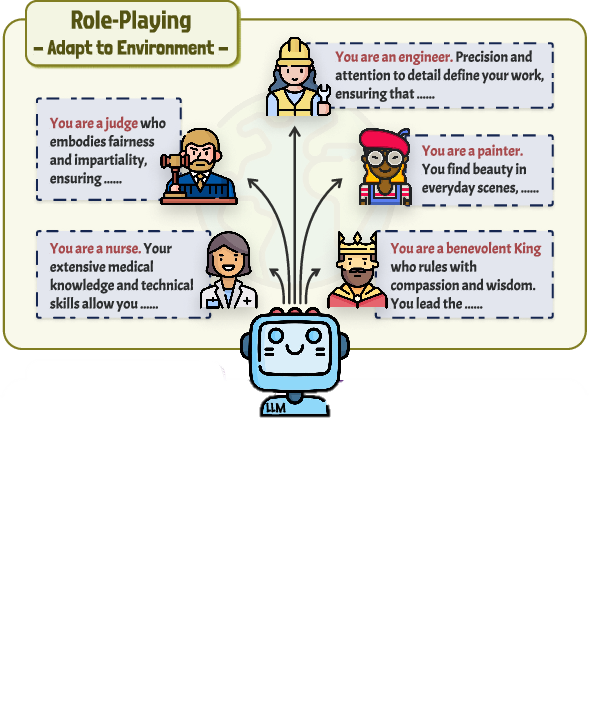 Role-Playing
– Adapt to Environment –
You are an engineer. Precision and
attention to detail define your work,
ensuring that ......
You are a judge who
embodies fairness
and impartiality,
ensuring ......
You are a painter.
You find beauty in
everyday scenes, ......
You are a nurse. Your
extensive medical
knowledge and technical
skills allow you ......
You are a benevolent King
who rules with
compassion and wisdom.
You lead the ......
LLM